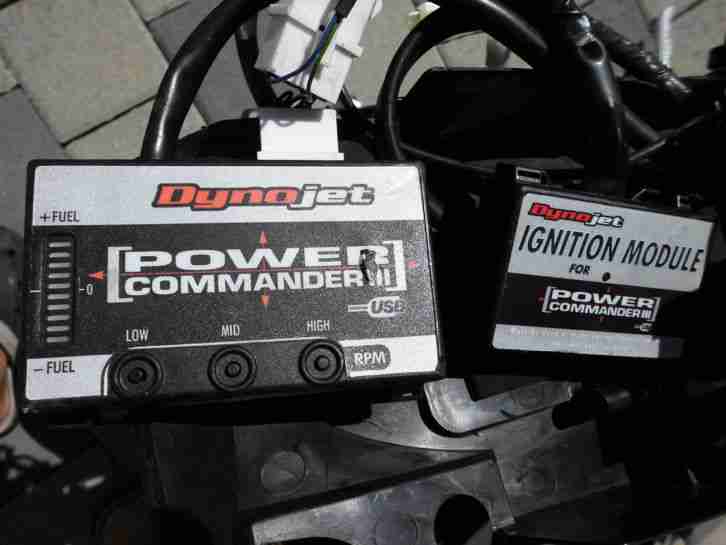 Dynojet
+ FUEL
POWER
COMMANDER III
0
USB
LOW
MID
HIGH
RPM
- FUEL
Dynojet
IGNITION MODULE
FOR
POWER
COMMANDER III